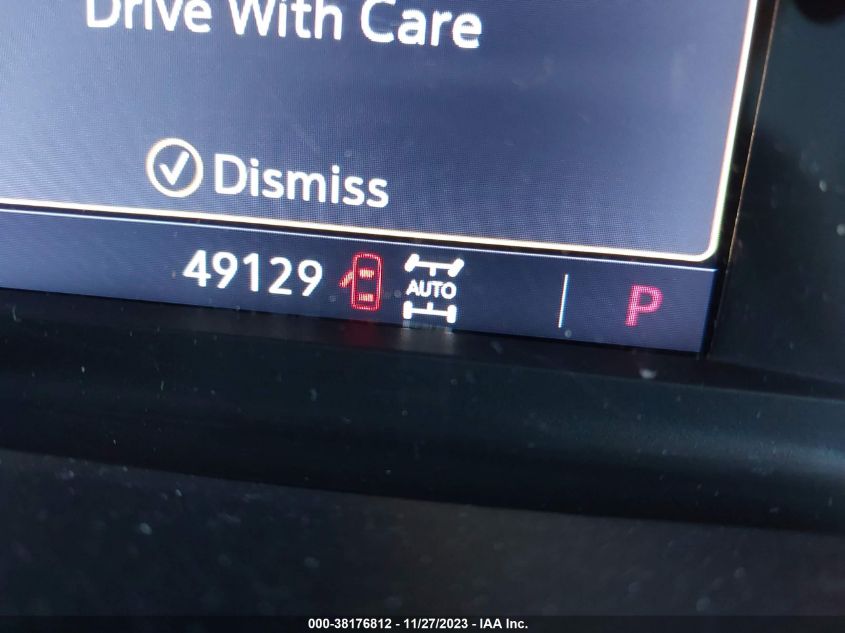 Drive With Care
Dismiss
49129 AUTO P
000-38176812 - 11/27/2023 - IAA Inc.